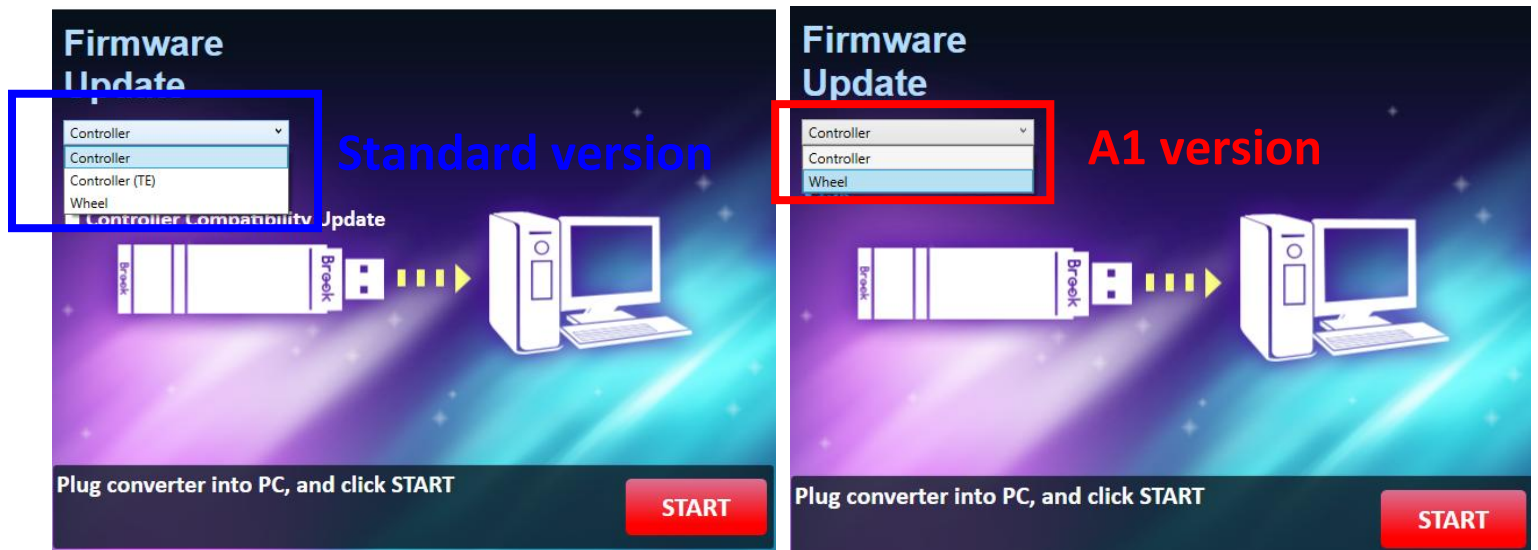 Firmware
Update
Controller
Controller
Controller (TE)
Wheel
Controller Compatibility Update
Standard version
Brook
Brook
Plug converter into PC, and click START
START
Firmware
Update
Controller
Controller
Wheel
A1 version
Brook
Brook
Plug converter into PC, and click START
START